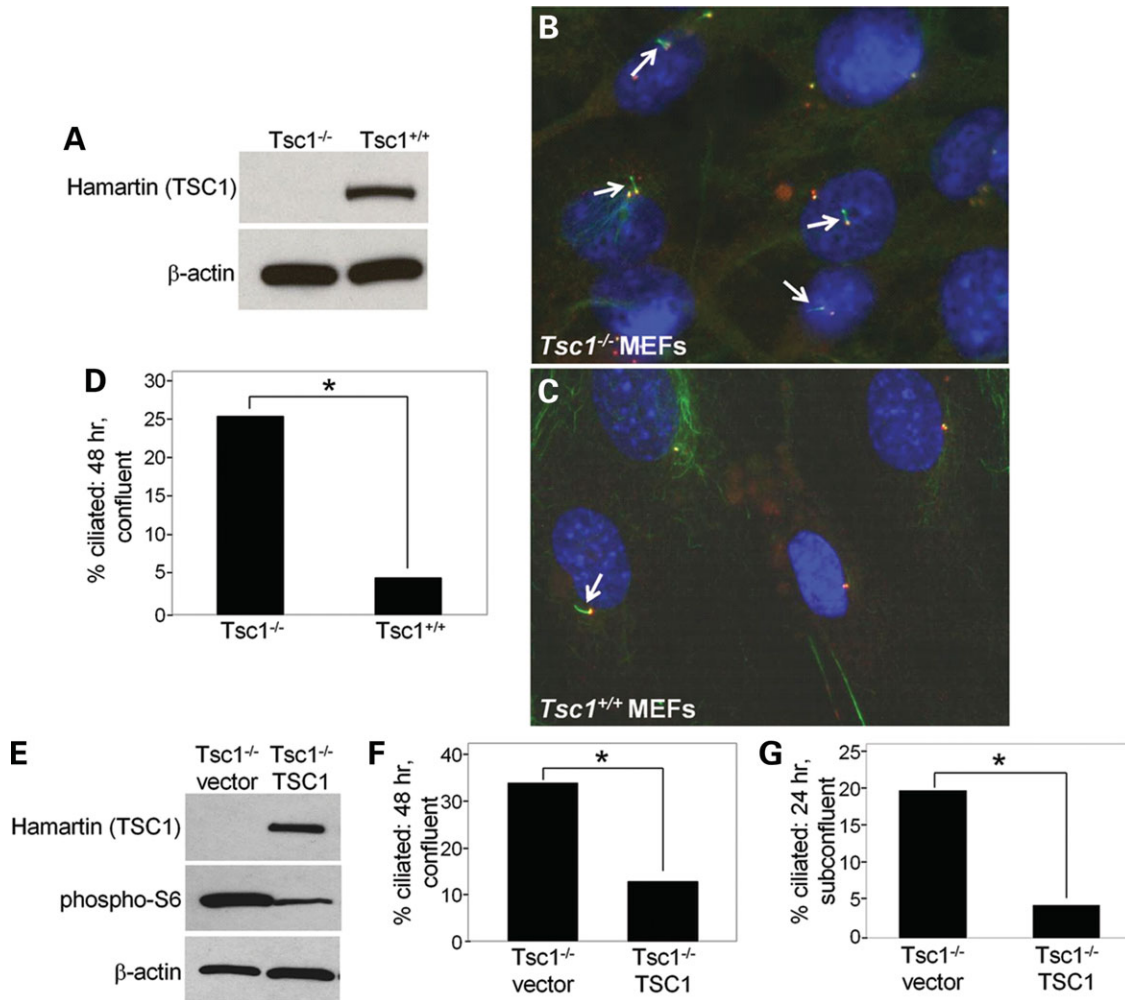 A
Tsc1-/- Tsc1+/+
Hamartin (TSC1)
β-actin
B
Tsc1-/- MEFs
C
Tsc1+/+ MEFs
D
% ciliated: 48 hr,
confluent
30
25
20
15
10
5
0
*
Tsc1-/- Tsc1+/+
E
Tsc1-/- Tsc1-/-
vector TSC1
Hamartin (TSC1)
phospho-S6
β-actin
F
% ciliated: 48 hr,
confluent
40
30
20
10
0
*
Tsc1-/- Tsc1-/-
vector TSC1
G
% ciliated: 24 hr,
subconfluent
25
20
15
10
5
0
*
Tsc1-/- Tsc1-/-
vector TSC1